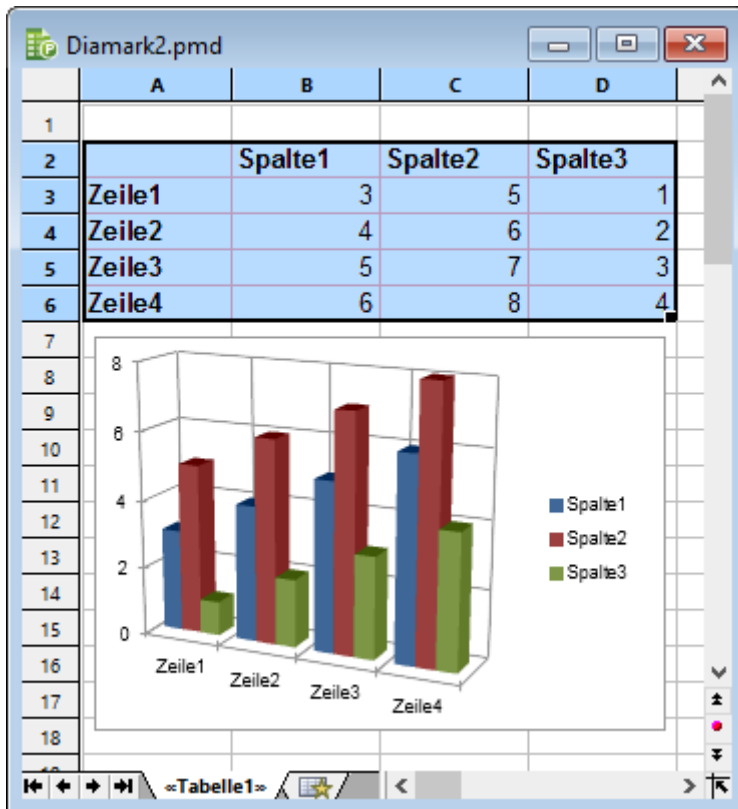 Diamark2.pmd
A B C D
1
2 Spalte1 Spalte2 Spalte3
3 Zeile1 3 5 1
4 Zeile2 4 6 2
5 Zeile3 5 7 3
6 Zeile4 6 8 4
7
8
9
10
11
12
13
14
15
16
17
18
8
6
4
2
0
Zeile1 Zeile2 Zeile3 Zeile4
Spalte1
Spalte2
Spalte3
«Tabelle1»